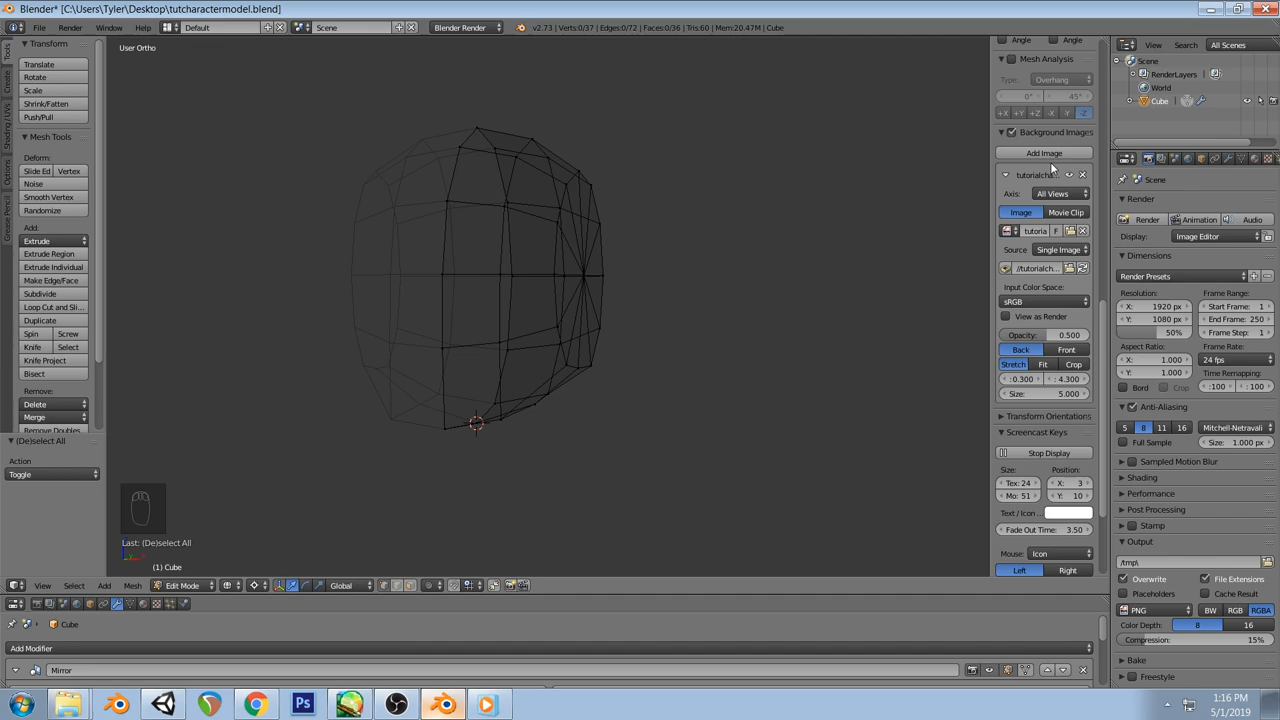 Blender* [C:\Users\Tyler\Desktop\tutcharactermodel.blend]
File Render Window Help Default Scene Blender Render v2.73 | Verts:0/37 | Edges:0/72 | Faces:0/36 | Tris:60 | Mem:20.47M | Cube
View Search All Scenes
Tools
Create
Shading / UVs
Options
Grease Pencil
Transform
Translate
Rotate
Scale
Shrink/Fatten
Push/Pull
Mesh Tools
Deform:
Slide Ed Vertex
Noise
Smooth Vertex
Randomize
Add:
Extrude
Extrude Region
Extrude Individual
Make Edge/Face
Subdivide
Loop Cut and Sli...
Duplicate
Spin Screw
Knife Select
Knife Project
Bisect
Remove:
Delete
Merge
Remove Doubles
(De)select All
Action
Toggle
User Ortho
Last: (De)select All
(1) Cube
View Select Add Mesh Edit Mode Global
Cube
Add Modifier
Mirror
Angle Angle
Mesh Analysis
Type: Overhang
0° 45°
+X +Y +Z -X -Y -Z
Background Images
Add Image
tutorialcha...
Axis: All Views
Image Movie Clip
tutoria F
Source Single Image
//tutorialch...
Input Color Space:
sRGB
View as Render
Opacity: 0.500
Back Front
Stretch Fit Crop
:0.300 : 4.300
Size: 5.000
Transform Orientations
Screencast Keys
Stop Display
Size: Position:
Tex: 24 X: 3
Mo: 51 Y: 10
Text / Icon ...
Fade Out Time: 3.50
Mouse: Icon
Left Right
Scene
RenderLayers
World
Cube
Scene
Render
Render Animation Audio
Display: Image Editor
Dimensions
Render Presets
Resolution: Frame Range:
X: 1920 px Start Frame: 1
Y: 1080 px End Frame: 250
50% Frame Step: 1
Aspect Ratio: Frame Rate:
X: 1.000 24 fps
Y: 1.000 Time Remapping:
Bord Crop :100 : 100
Anti-Aliasing
5 8 11 16 Mitchell-Netravali
Full Sample Size: 1.000 px
Sampled Motion Blur
Shading
Performance
Post Processing
Stamp
Output
/tmp\
Overwrite File Extensions
Placeholders Cache Result
PNG BW RGB RGBA
Color Depth: 8 16
Compression: 15%
Bake
Freestyle
Ps
1:16 PM
5/1/2019